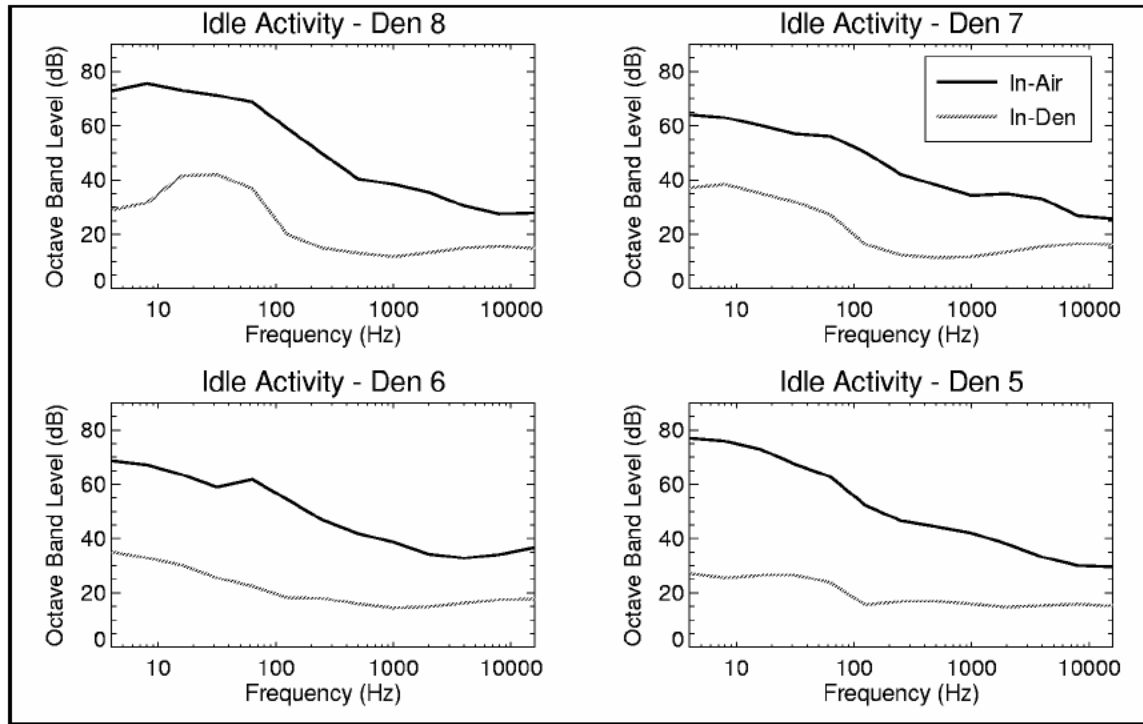 Idle Activity - Den 8
Octave Band Level (dB)
80
60
40
20
0
10 100 1000 10000
Frequency (Hz)
Idle Activity - Den 7
Octave Band Level (dB)
80
60
40
20
0
In-Air
In-Den
10 100 1000 10000
Frequency (Hz)
Idle Activity - Den 6
Octave Band Level (dB)
80
60
40
20
0
10 100 1000 10000
Frequency (Hz)
Idle Activity - Den 5
Octave Band Level (dB)
80
60
40
20
0
10 100 1000 10000
Frequency (Hz)